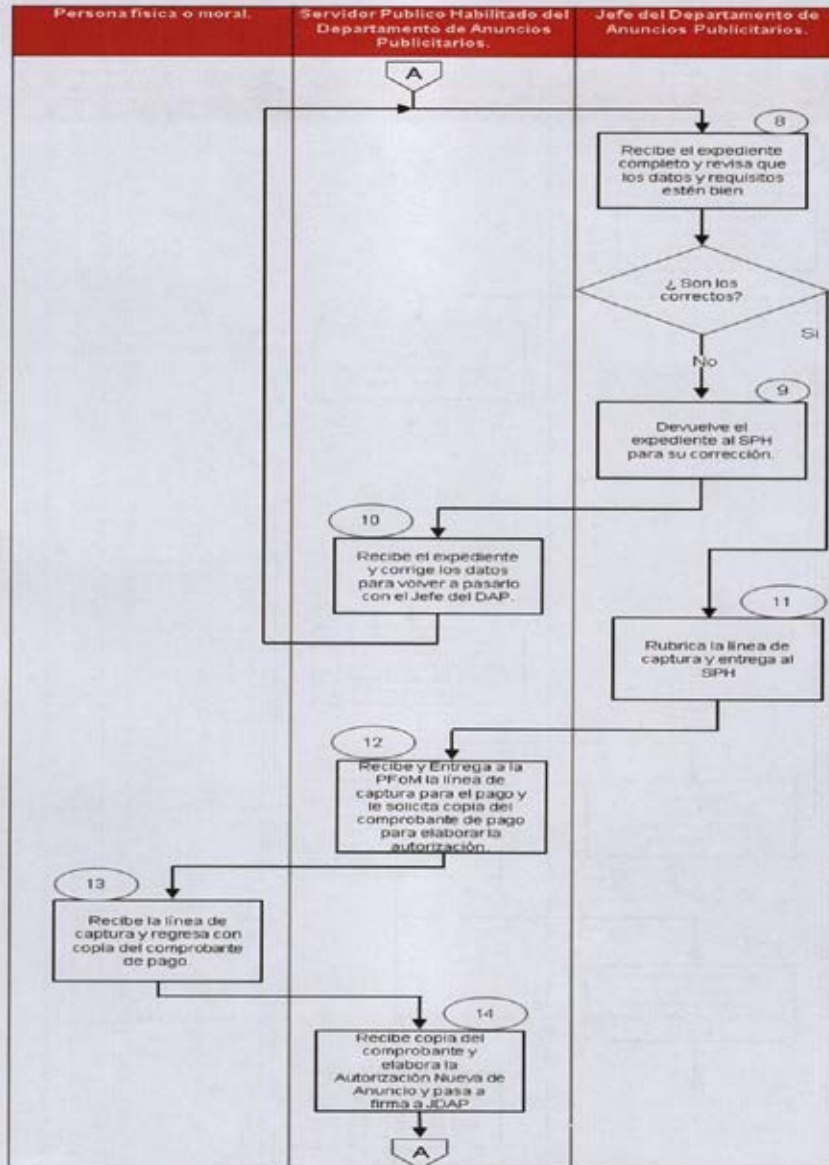 Persona física o moral.
Servidor Publico Habilitado del
Departamento de Anuncios
Publicitarios.
Jefe del Departamento de
Anuncios Publicitarios.
A
8
Recibe el expediente
completo y revisa que
los datos y requisitos
estén bien
¿ Son los
correctos?
Si
No
9
Devuelve el
expediente al SPH
para su corrección.
10
Recibe el expediente
y corrige los datos
para volver a pasarlo
con el Jefe del DAP.
11
Rubrica la línea de
captura y entrega al
SPH
12
Recibe y Entrega a la
PFoM la línea de
captura para el pago y
le solicita copia del
comprobante de pago
para elaborar la
autorización.
13
Recibe la línea de
captura y regresa con
copia del comprobante
de pago.
14
Recibe copia del
comprobante y
elabora la
Autorización Nueva de
Anuncio y pasa a
firma a JDAP
A